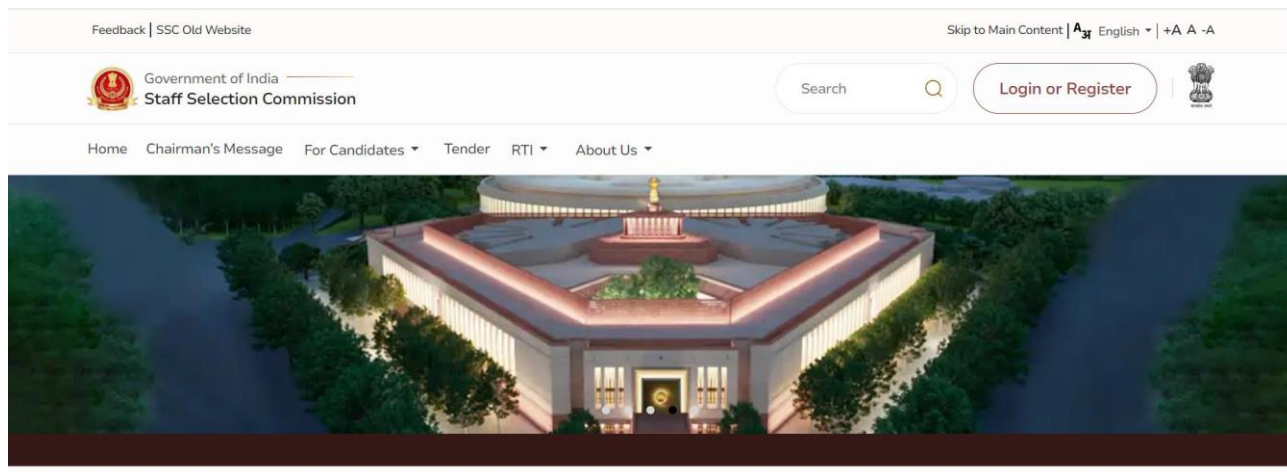 Feedback | SSC Old Website
Skip to Main Content | Aअ English | +A A -A
Government of India
Staff Selection Commission
Search
Login or Register
Home Chairman's Message For Candidates Tender RTI About Us